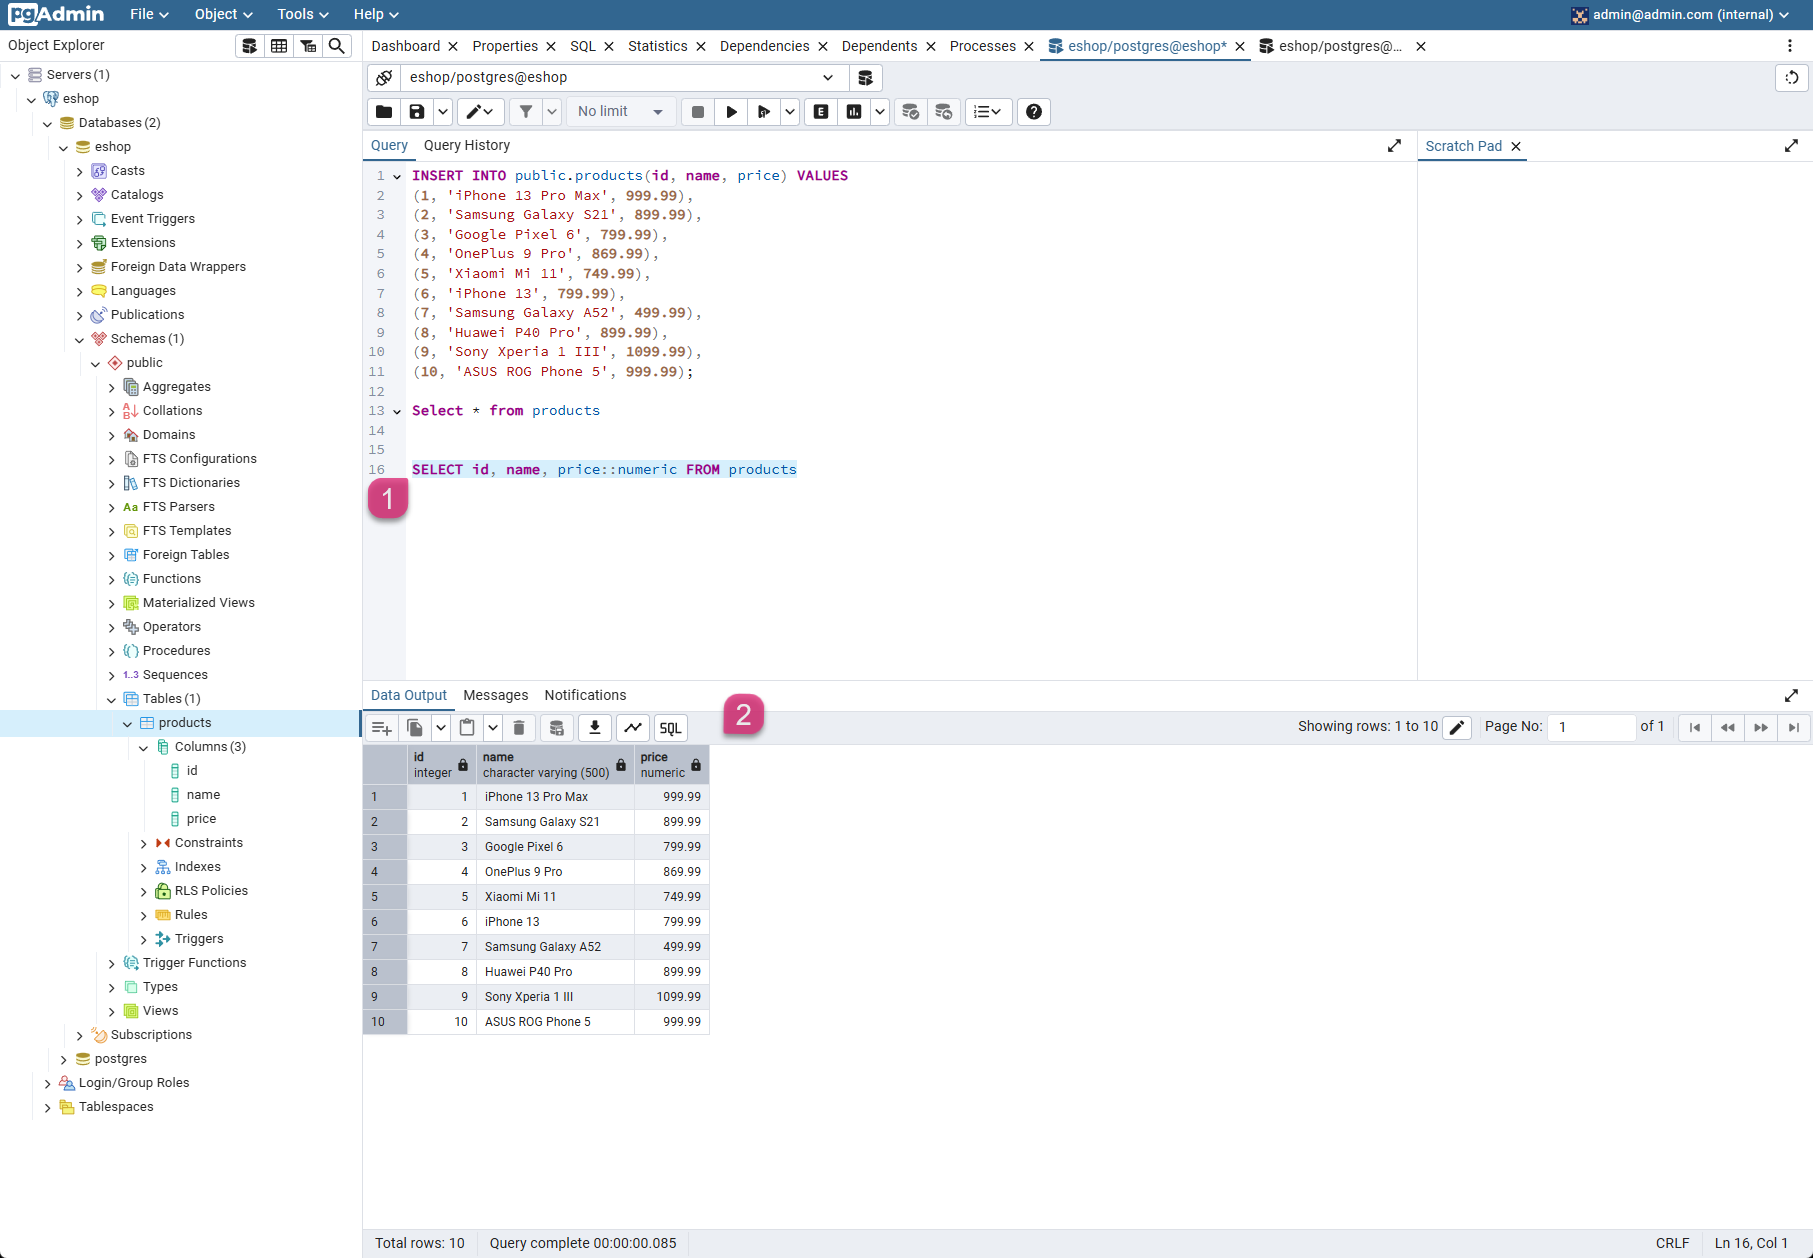 pgAdmin File Object Tools Help admin@admin.com (internal)
Object Explorer
Dashboard Properties SQL Statistics Dependencies Dependents Processes eshop/postgres@eshop* eshop/postgres@...
Servers (1)
eshop
Databases (2)
eshop
Casts
Catalogs
Event Triggers
Extensions
Foreign Data Wrappers
Languages
Publications
Schemas (1)
public
Aggregates
Collations
Domains
FTS Configurations
FTS Dictionaries
Aa FTS Parsers
FTS Templates
Foreign Tables
Functions
Materialized Views
Operators
Procedures
1..3 Sequences
Tables (1)
products
Columns (3)
id
name
price
Constraints
Indexes
RLS Policies
Rules
Triggers
Trigger Functions
Types
Views
Subscriptions
postgres
Login/Group Roles
Tablespaces
eshop/postgres@eshop
No limit E
Query Query History
Scratch Pad
1 INSERT INTO public.products(id, name, price) VALUES
2 (1, 'iPhone 13 Pro Max', 999.99),
3 (2, 'Samsung Galaxy S21', 899.99),
4 (3, 'Google Pixel 6', 799.99),
5 (4, 'OnePlus 9 Pro', 869.99),
6 (5, 'Xiaomi Mi 11', 749.99),
7 (6, 'iPhone 13', 799.99),
8 (7, 'Samsung Galaxy A52', 499.99),
9 (8, 'Huawei P40 Pro', 899.99),
10 (9, 'Sony Xperia 1 III', 1099.99),
11 (10, 'ASUS ROG Phone 5', 999.99);
12
13 Select * from products
14
15
16 SELECT id, name, price::numeric FROM products
1
Data Output Messages Notifications
2
SQL
Showing rows: 1 to 10 Page No: 1 of 1
id name price
integer character varying (500) numeric
1 1 iPhone 13 Pro Max 999.99
2 2 Samsung Galaxy S21 899.99
3 3 Google Pixel 6 799.99
4 4 OnePlus 9 Pro 869.99
5 5 Xiaomi Mi 11 749.99
6 6 iPhone 13 799.99
7 7 Samsung Galaxy A52 499.99
8 8 Huawei P40 Pro 899.99
9 9 Sony Xperia 1 III 1099.99
10 10 ASUS ROG Phone 5 999.99
Total rows: 10 Query complete 00:00:00.085 CRLF Ln 16, Col 1